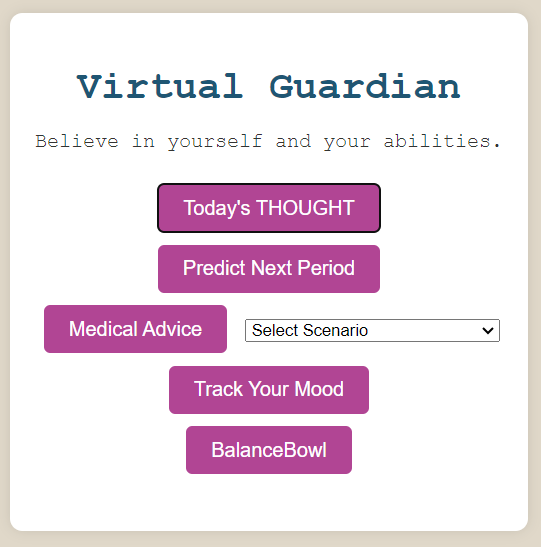 Virtual Guardian
Believe in yourself and your abilities.
Today's THOUGHT
Predict Next Period
Medical Advice Select Scenario
Track Your Mood
BalanceBowl